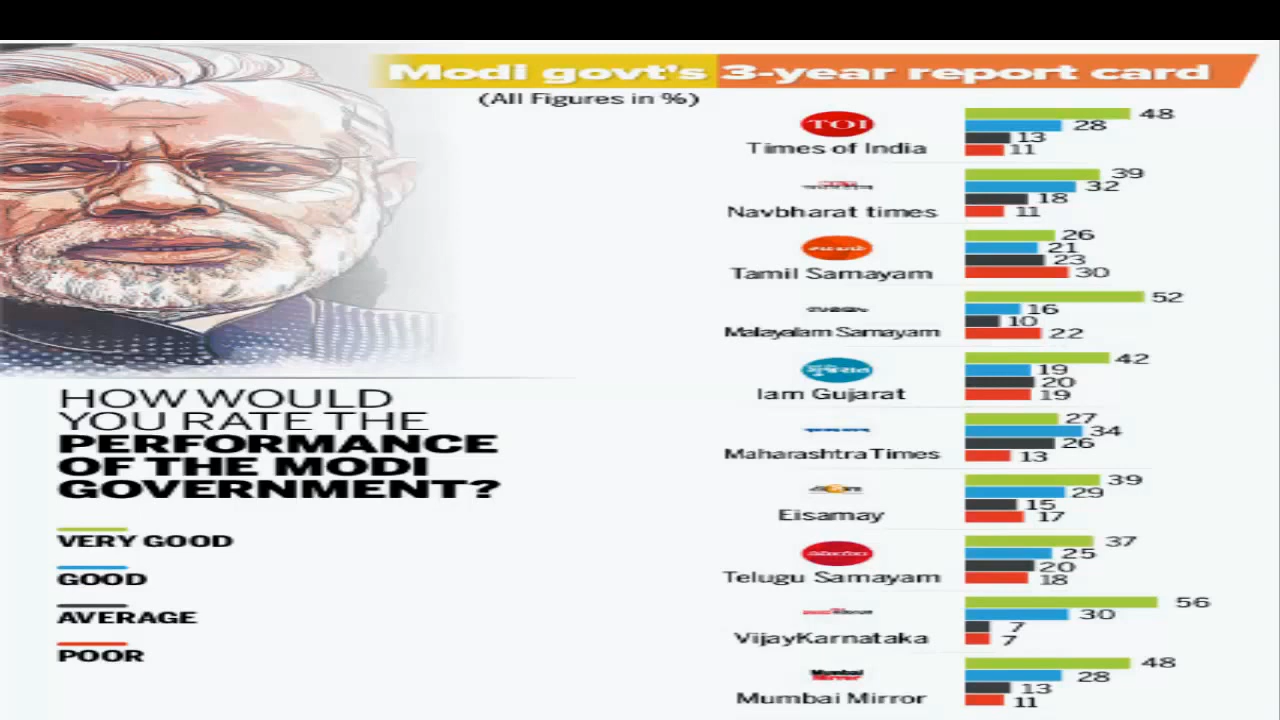 Modi govt's 3-year report card
(All Figures in %)
TOI
Times of India
48
28
13
11
Navbharat times
39
32
18
11
Tamil Samayam
26
21
23
30
Malayalam Samayam
52
16
10
22
Iam Gujarat
42
19
20
19
Maharashtra Times
27
34
26
13
Eisamay
39
29
15
17
Telugu Samayam
37
25
20
18
VijayKarnataka
56
30
7
7
Mumbai Mirror
Mumbai Mirror
48
28
13
11
HOW WOULD
YOU RATE THE
PERFORMANCE
OF THE MODI
GOVERNMENT?
VERY GOOD
GOOD
AVERAGE
POOR